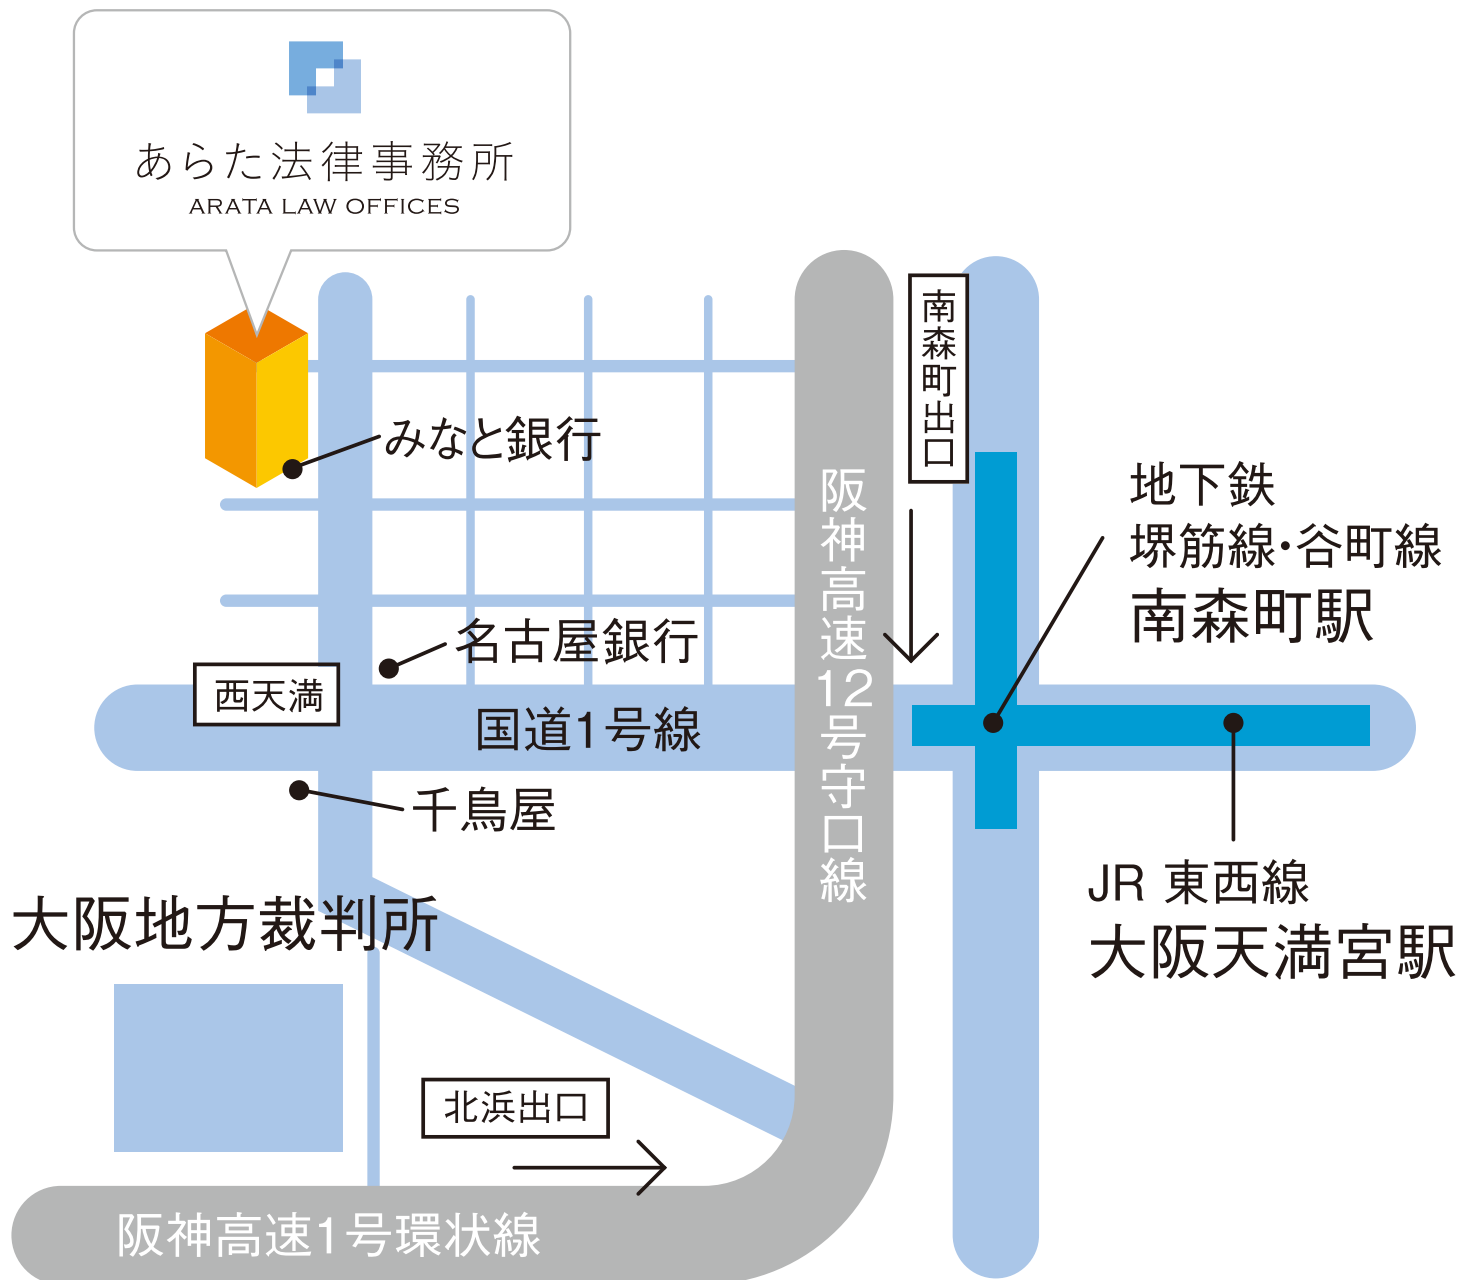 あらた法律事務所
ARATA LAW OFFICES
南森町出口
みなと銀行
阪神高速12号守口線
地下鉄
堺筋線・谷町線
南森町駅
名古屋銀行
西天満
国道1号線
千鳥屋
JR 東西線
大阪天満宮駅
大阪地方裁判所
北浜出口
阪神高速1号環状線